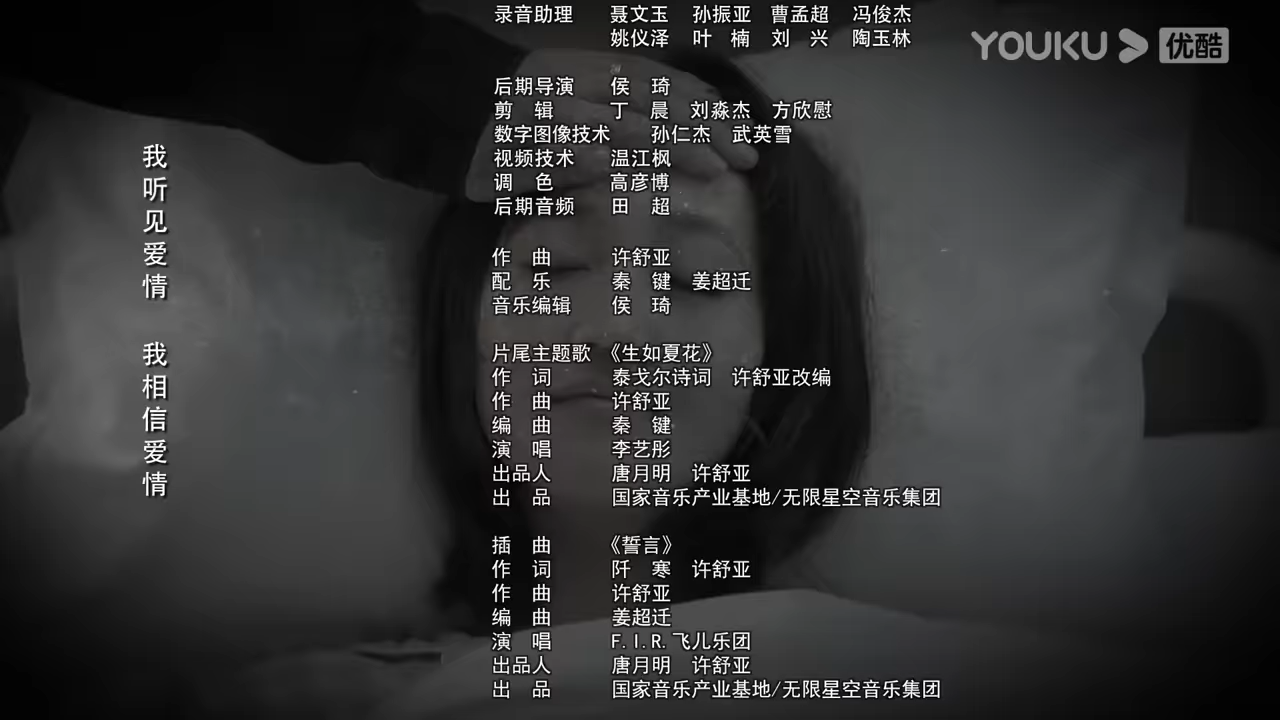 录音助理 聂文玉 孙振亚 曹孟超 冯俊杰
姚仪泽 叶楠 刘兴 陶玉林
YOUKU 优酷
后期导演 侯琦
剪辑 丁晨 刘淼杰 方欣慰
数字图像技术 孙仁杰 武英雪
视频技术 温江枫
调色 高彦博
后期音频 田超
作曲 许舒亚
配乐 秦键 姜超迁
音乐编辑 侯琦
片尾主题歌 《生如夏花》
作词 泰戈尔诗词 许舒亚改编
作曲 许舒亚
编曲 秦键
演唱 李艺彤
出品人 唐月明 许舒亚
出品 国家音乐产业基地/无限星空音乐集团
插曲 《誓言》
作词 阡寒 许舒亚
作曲 许舒亚
编曲 姜超迁
演唱 F.I.R.飞儿乐团
出品人 唐月明 许舒亚
出品 国家音乐产业基地/无限星空音乐集团
我听见爱情 我相信爱情